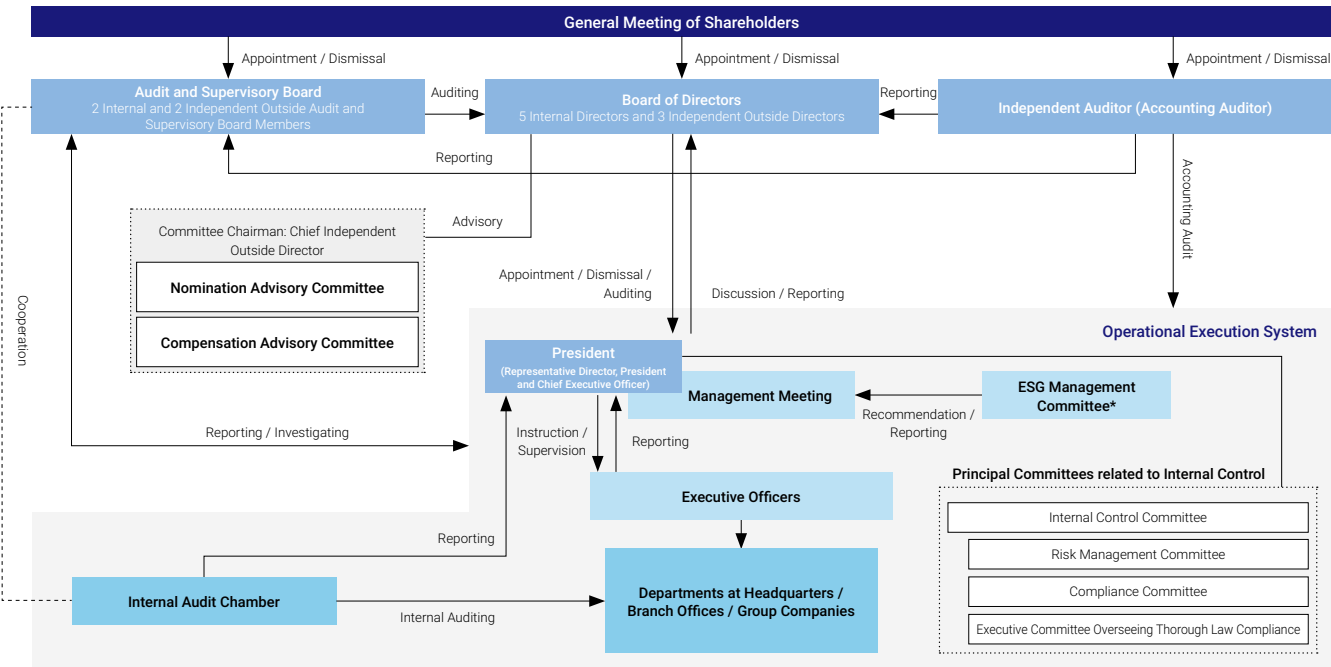 General Meeting of Shareholders
Appointment / Dismissal
Appointment / Dismissal
Appointment / Dismissal
Audit and Supervisory Board
2 Internal and 2 Independent Outside Audit and
Supervisory Board Members
Auditing
Board of Directors
5 Internal Directors and 3 Independent Outside Directors
Reporting
Independent Auditor (Accounting Auditor)
Reporting
Accounting Audit
Advisory
Committee Chairman: Chief Independent
Outside Director
Nomination Advisory Committee
Compensation Advisory Committee
Cooperation
Appointment / Dismissal /
Auditing
Discussion / Reporting
Operational Execution System
President
(Representative Director, President
and Chief Executive Officer)
Management Meeting
ESG Management
Committee*
Recommendation /
Reporting
Reporting / Investigating
Instruction /
Supervision
Reporting
Executive Officers
Principal Committees related to Internal Control
Internal Control Committee
Risk Management Committee
Compliance Committee
Executive Committee Overseeing Thorough Law Compliance
Reporting
Internal Audit Chamber
Internal Auditing
Departments at Headquarters /
Branch Offices / Group Companies